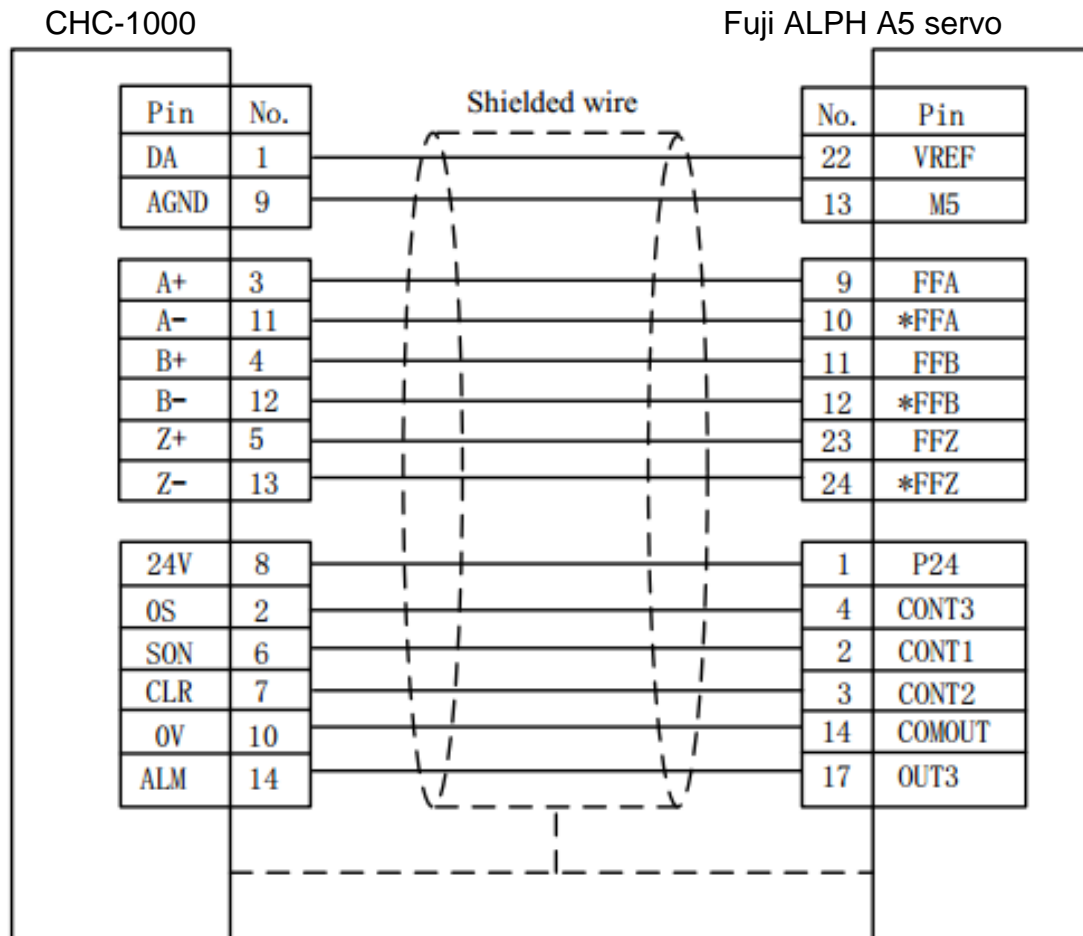 CHC-1000 Fuji ALPH A5 servo
Shielded wire
Pin No. No. Pin
DA 1 22 VREF
AGND 9 13 M5
A+ 3 9 FFA
A- 11 10 *FFA
B+ 4 11 FFB
B- 12 12 *FFB
Z+ 5 23 FFZ
Z- 13 24 *FFZ
24V 8 1 P24
OS 2 4 CONT3
SON 6 2 CONT1
CLR 7 3 CONT2
0V 10 14 COMOUT
ALM 14 17 OUT3